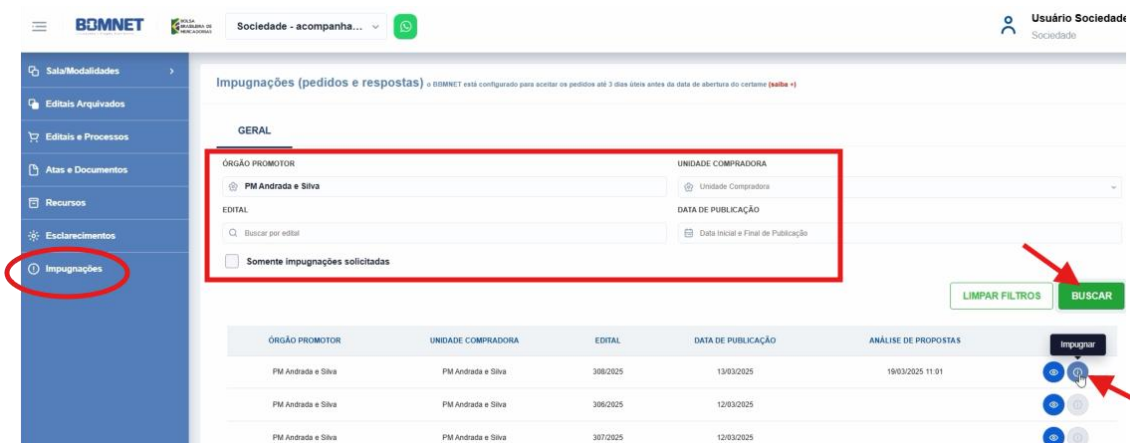 BBMNET
BOLSA
BRASILEIRA DE
MERCADORIAS
Sociedade - acompanha...
Usuário Sociedade
Sociedade
Sala/Modalidades
Editais Arquivados
Editais e Processos
Atas e Documentos
Recursos
Esclarecimentos
Impugnações
Impugnações (pedidos e respostas) o BBMNET está configurado para aceitar os pedidos até 3 dias úteis antes da data de abertura do certame (saiba +)
GERAL
ÓRGÃO PROMOTOR UNIDADE COMPRADORA
PM Andrada e Silva Unidade Compradora
EDITAL DATA DE PUBLICAÇÃO
Buscar por edital Data Inicial e Final de Publicação
Somente impugnações solicitadas
LIMPAR FILTROS BUSCAR
ÓRGÃO PROMOTOR UNIDADE COMPRADORA EDITAL DATA DE PUBLICAÇÃO ANÁLISE DE PROPOSTAS
Impugnar
PM Andrada e Silva PM Andrada e Silva 308/2025 13/03/2025 19/03/2025 11:01
PM Andrada e Silva PM Andrada e Silva 306/2025 12/03/2025
PM Andrada e Silva PM Andrada e Silva 307/2025 12/03/2025